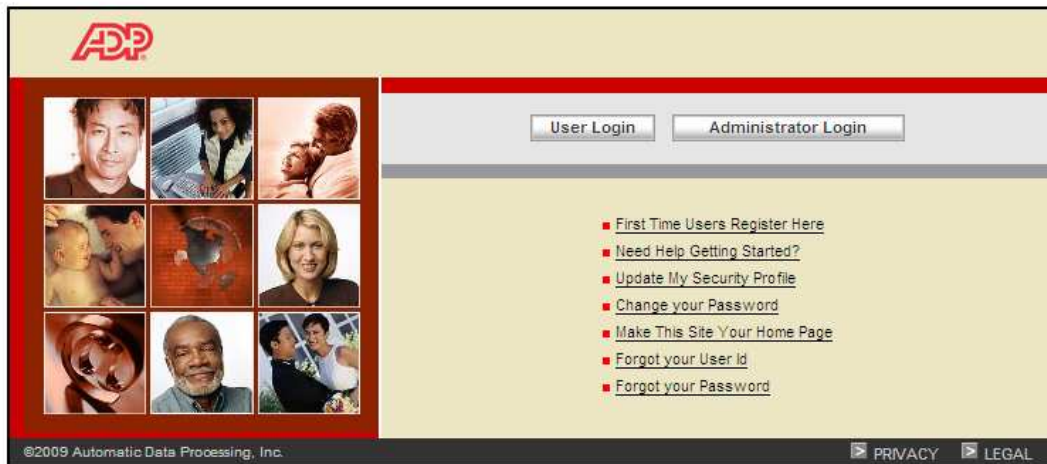 ADP
User Login
Administrator Login
First Time Users Register Here
Need Help Getting Started?
Update My Security Profile
Change your Password
Make This Site Your Home Page
Forgot your User Id
Forgot your Password
©2009 Automatic Data Processing, Inc.
PRIVACY
LEGAL